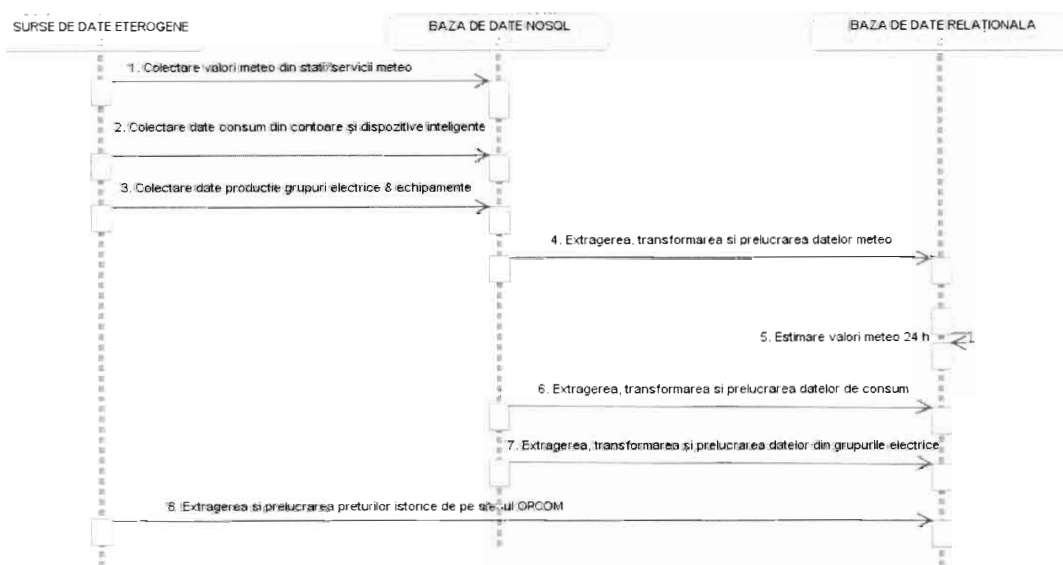 SURSE DE DATE ETEROGENE
BAZA DE DATE NOSQL
BAZA DE DATE RELAȚIONALA
1. Colectare valori meteo din statii/servicii meteo
2. Colectare date consum din contoare și dispozitive inteligente
3. Colectare date productie grupuri electrice & echipamente
4. Extragerea, transformarea si prelucrarea datelor meteo
5. Estimare valori meteo 24 h
6. Extragerea, transformarea si prelucrarea datelor de consum
7. Extragerea, transformarea și prelucrarea datelor din grupurile electrice
8. Extragerea si prelucrarea preturilor istorice de pe OPCOM